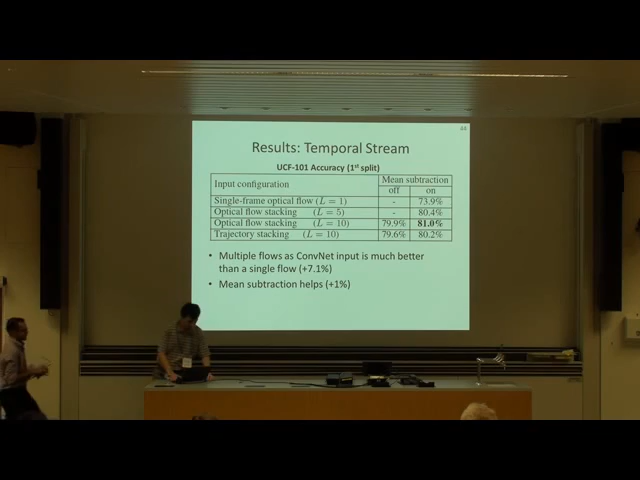 44
Results: Temporal Stream
UCF-101 Accuracy (1st split)
Input configuration Mean subtraction
off on
Single-frame optical flow (L = 1) - 73.9%
Optical flow stacking (L = 5) - 80.4%
Optical flow stacking (L = 10) 79.9% 81.0%
Trajectory stacking (L = 10) 79.6% 80.2%
• Multiple flows as ConvNet input is much better
than a single flow (+7.1%)
• Mean subtraction helps (+1%)